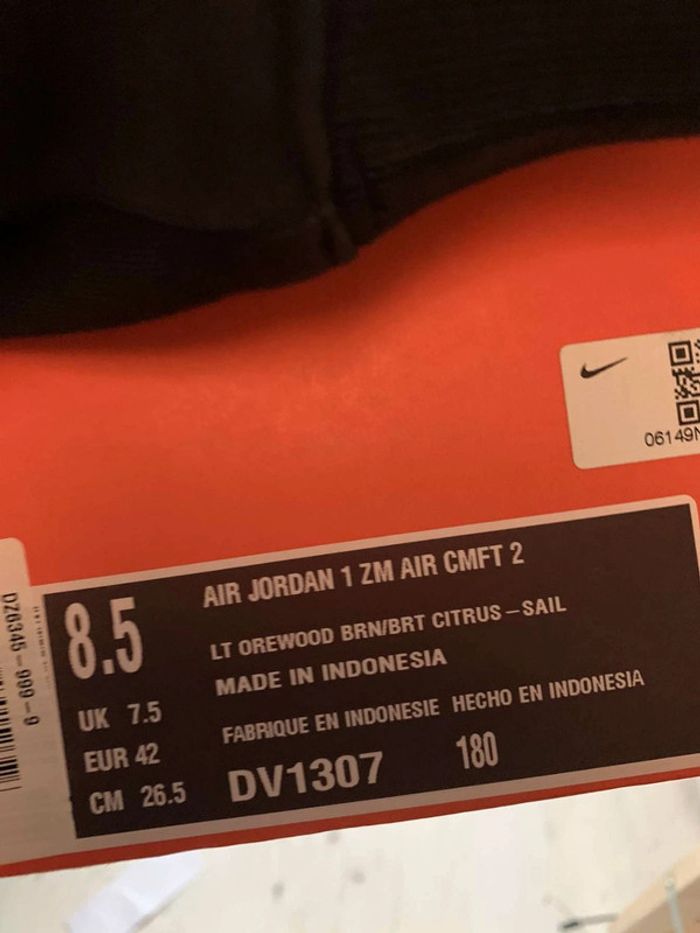 06149
8.5
AIR JORDAN 1 ZM AIR CMFT 2
LT OREWOOD BRN/BRT CITRUS – SAIL
MADE IN INDONESIA
UK 7.5
FABRIQUE EN INDONESIE HECHO EN INDONESIA
EUR 42
CM 26.5
DV1307 180
DZ6345 – 999 – 9